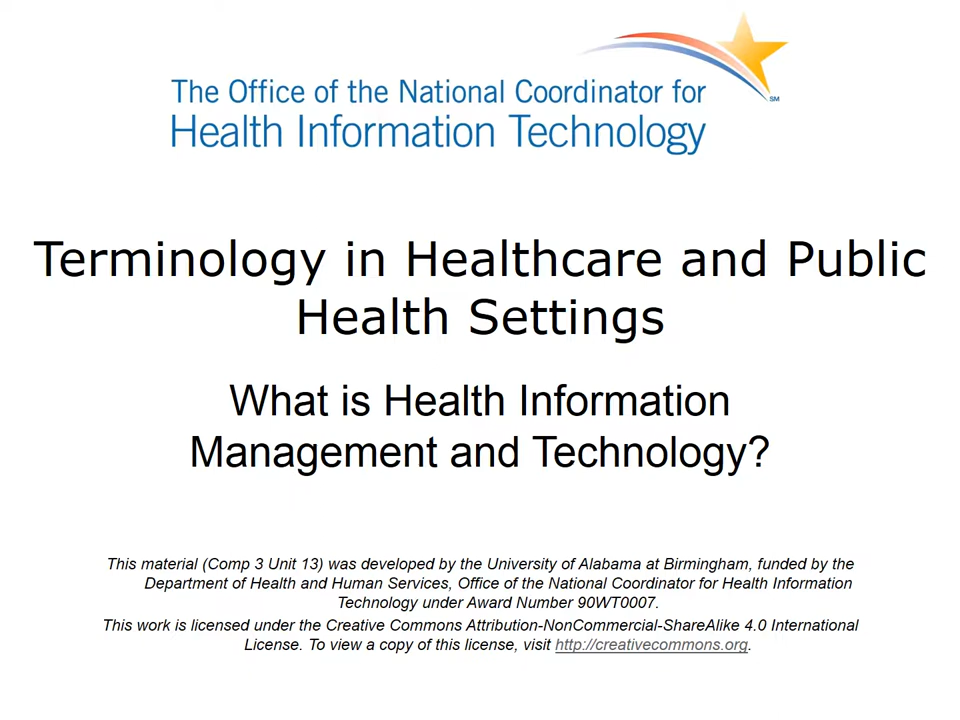 The Office of the National Coordinator for
Health Information Technology
SM
Terminology in Healthcare and Public
Health Settings
What is Health Information
Management and Technology?
This material (Comp 3 Unit 13) was developed by the University of Alabama at Birmingham, funded by the
Department of Health and Human Services, Office of the National Coordinator for Health Information
Technology under Award Number 90WT0007.
This work is licensed under the Creative Commons Attribution-NonCommercial-ShareAlike 4.0 International
License. To view a copy of this license, visit http://creativecommons.org.